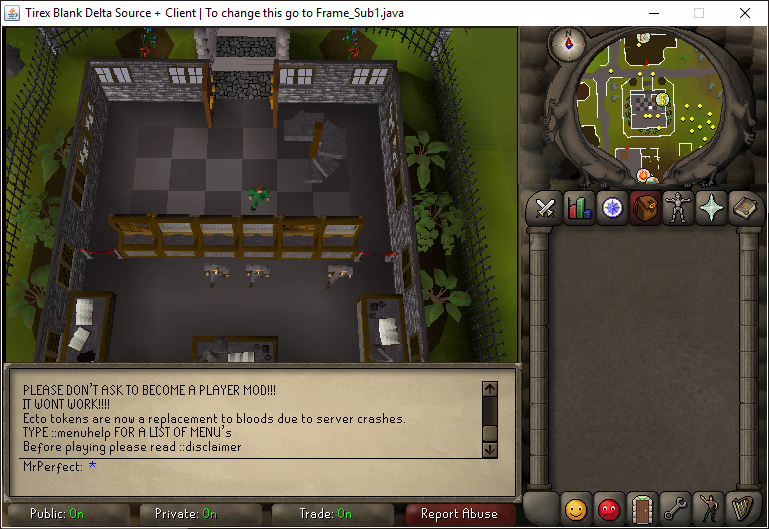 Tirex Blank Delta Source + Client | To change this go to Frame_Sub1.java
PLEASE DON'T ASK TO BECOME A PLAYER MOD!!!
IT WONT WORK!!!!
Ecto tokens are now a replacement to bloods due to server crashes.
TYPE ::menuhelp FOR A LIST OF MENU's
Before playing please read ::disclaimer
MrPerfect: *
Public: On Private: On Trade: On Report Abuse